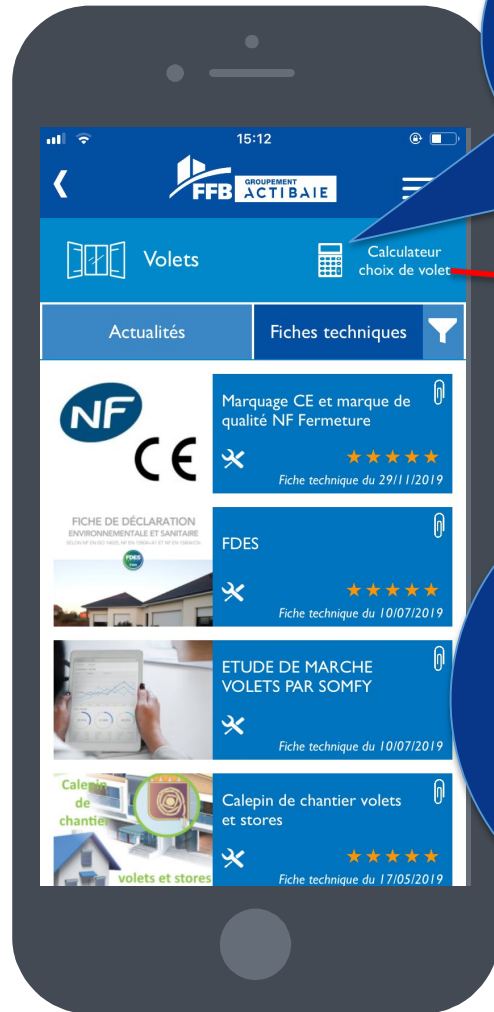 15:12
FFB GROUPEMENT
ACTIBAIE
Volets
Calculateur
choix de volet
Actualités
Fiches techniques
NF
CE
Marquage CE et marque de
qualité NF Fermeture
Fiche technique du 29/11/2019
FICHE DE DÉCLARATION
ENVIRONNEMENTALE ET SANITAIRE
FDES
FDES
Fiche technique du 10/07/2019
ETUDE DE MARCHE
VOLETS PAR SOMFY
Fiche technique du 10/07/2019
Calepin
de
chantier
volets et stores
Calepin de chantier volets
et stores
Fiche technique du 17/05/2019